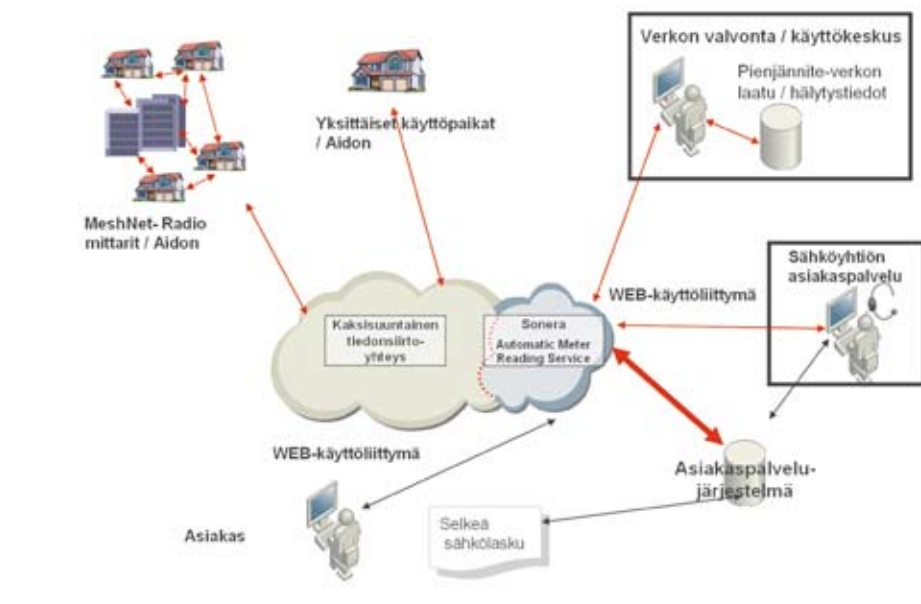 Verkon valvonta / käyttökeskus
Pienjännite-verkon
laatu / hälytystiedot
Yksittäiset käyttöpaikat
/ Aidon
MeshNet- Radio
mittarit / Aidon
Sähköyhtiön
asiakaspalvelu
WEB-käyttöliittymä
Kaksisuuntainen
tiedonsiirto-
yhteys
Sonera
Automatic Meter
Reading Service
WEB-käyttöliittymä
Asiakaspalvelu-
järjestelmä
Asiakas
Selkeä
sähkölasku